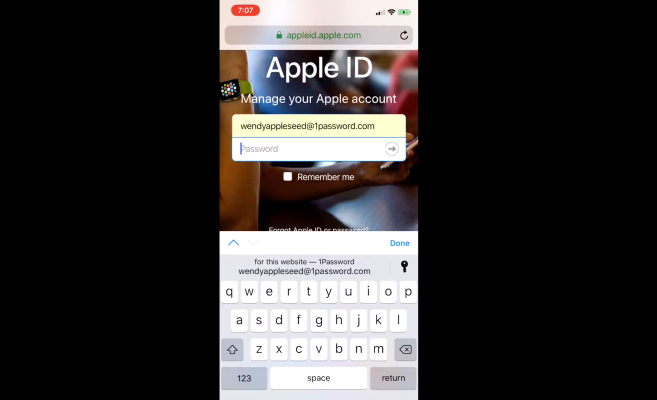 7:07
appleid.apple.com
Apple ID
Manage your Apple account
wendyappleseed@1password.com
Password
Remember me
Forgot Apple ID or password?
Done
for this website — 1Password
wendyappleseed@1password.com
q w e r t y u i o p
a s d f g h j k l
z x c v b n m
123 space return